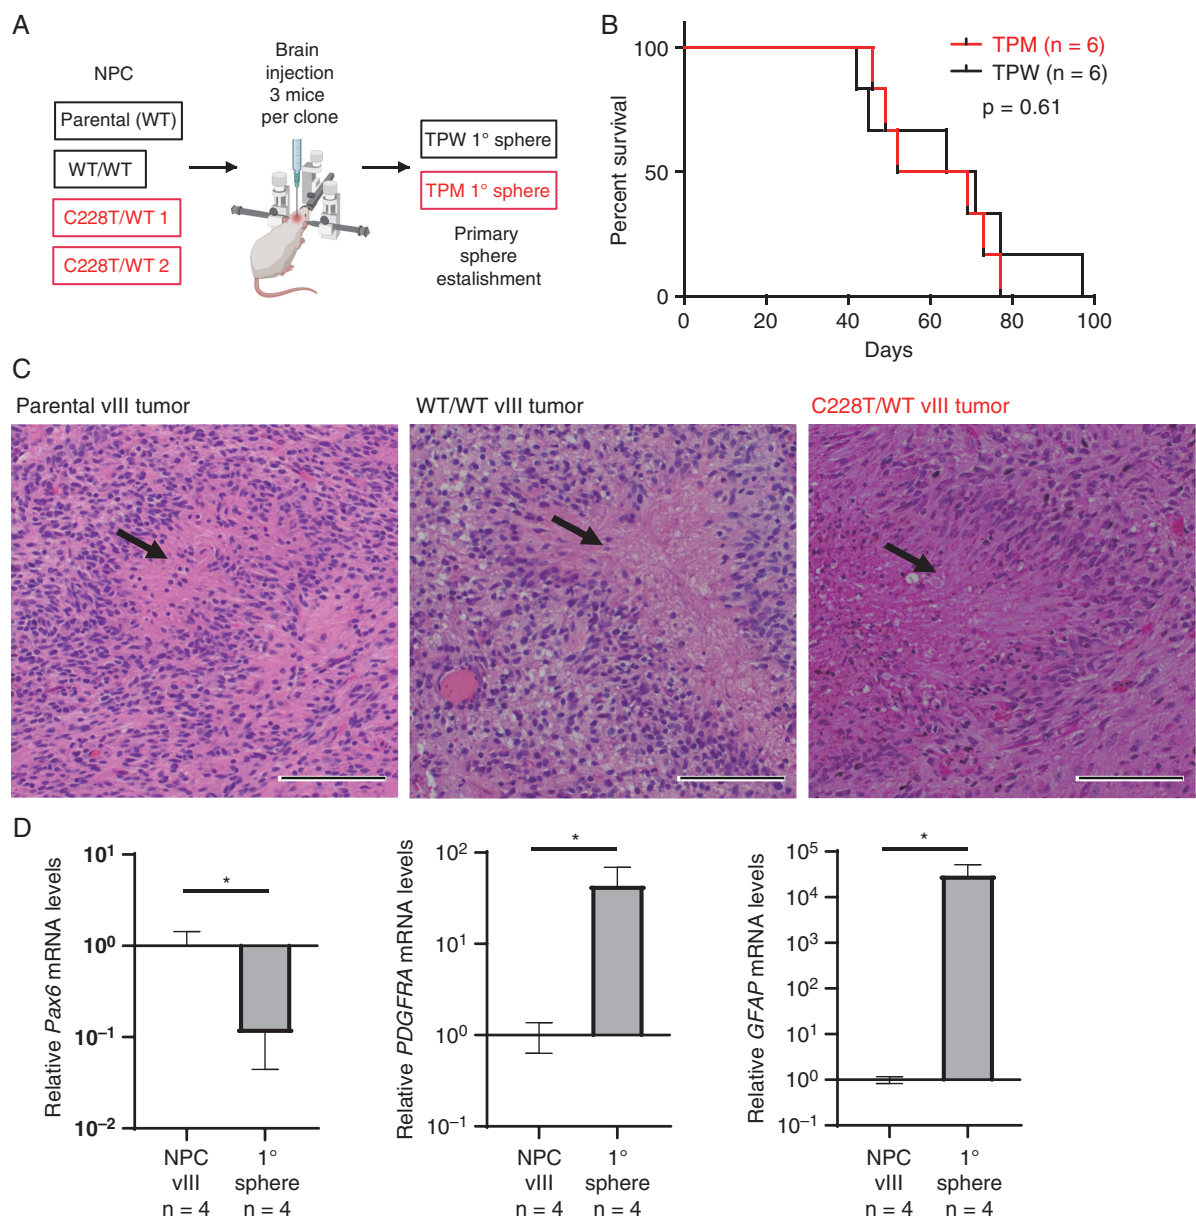 A
NPC
Parental (WT)
WT/WT
C228T/WT 1
C228T/WT 2
Brain
injection
3 mice
per clone
TPW 1° sphere
TPM 1° sphere
Primary
sphere
estalishment
B
Percent survival
100
50
0
0 20 40 60 80 100
Days
TPM (n = 6)
TPW (n = 6)
p = 0.61
C
Parental vIII tumor
WT/WT vIII tumor
C228T/WT vIII tumor
D
Relative Pax6 mRNA levels
10¹
10⁰
10⁻¹
10⁻²
*
NPC
vIII
n = 4
1°
sphere
n = 4
Relative PDGFRA mRNA levels
10²
10¹
10⁰
10⁻¹
*
NPC
vIII
n = 4
1°
sphere
n = 4
Relative GFAP mRNA levels
10⁵
10⁴
10³
10²
10¹
10⁰
10⁻¹
*
NPC
vIII
n = 4
1°
sphere
n = 4